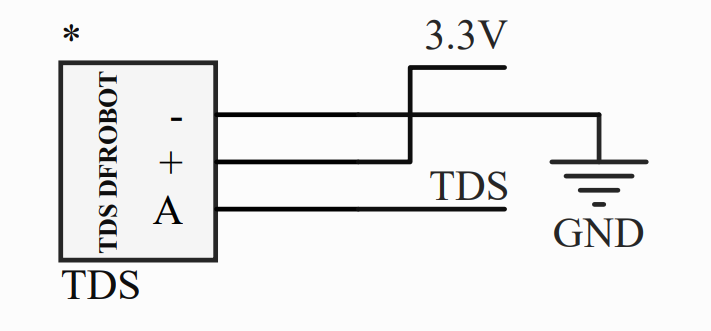 *
3.3V
TDS DFROBOT
-
+
A
TDS
GND
TDS